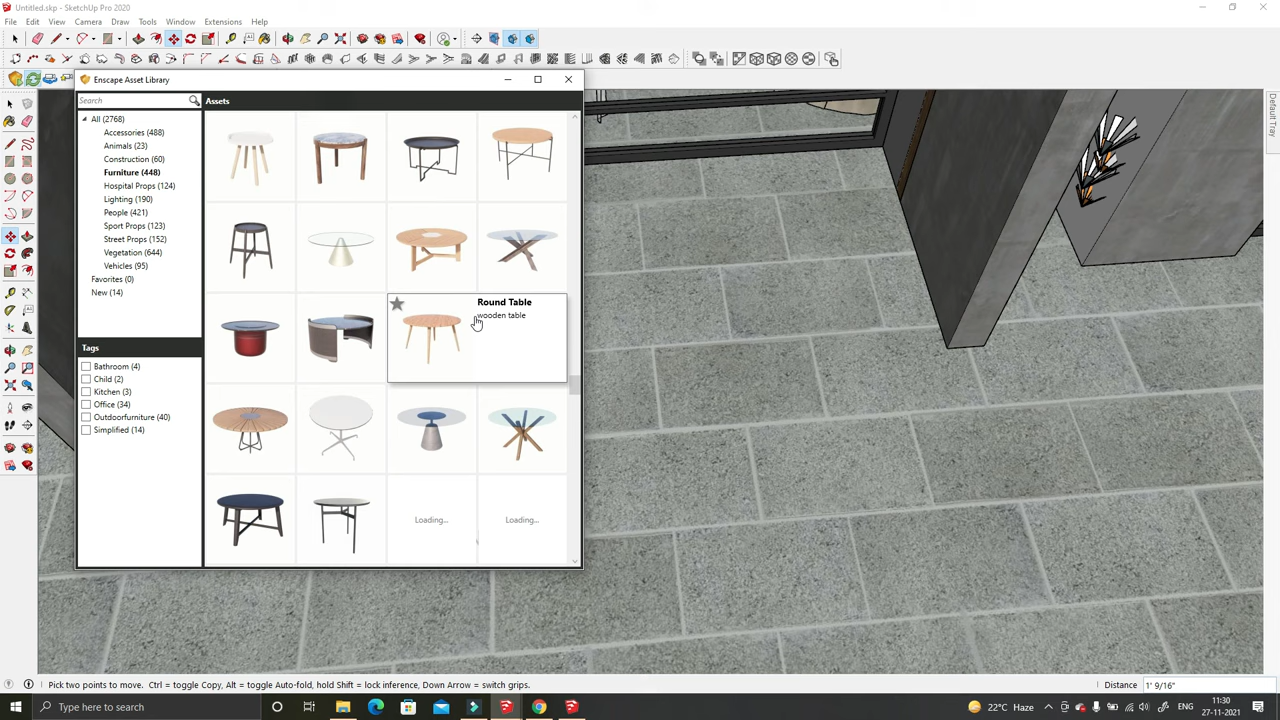 Untitled.skp - SketchUp Pro 2020
File Edit View Camera Draw Tools Window Extensions Help
Enscape Asset Library
Search
Assets
All (2768)
Accessories (488)
Animals (23)
Construction (60)
Furniture (448)
Hospital Props (124)
Lighting (190)
People (421)
Sport Props (123)
Street Props (152)
Vegetation (644)
Vehicles (95)
Favorites (0)
New (14)
Tags
Bathroom (4)
Child (2)
Kitchen (3)
Office (34)
Outdoorfurniture (40)
Simplified (14)
Round Table
wooden table
Loading... Loading...
Default Tray
Pick two points to move. Ctrl = toggle Copy, Alt = toggle Auto-fold, hold Shift = lock inference, Down Arrow = switch grips.
Distance 1' 9/16"
Type here to search
22°C Haze
ENG
11:30
27-11-2021